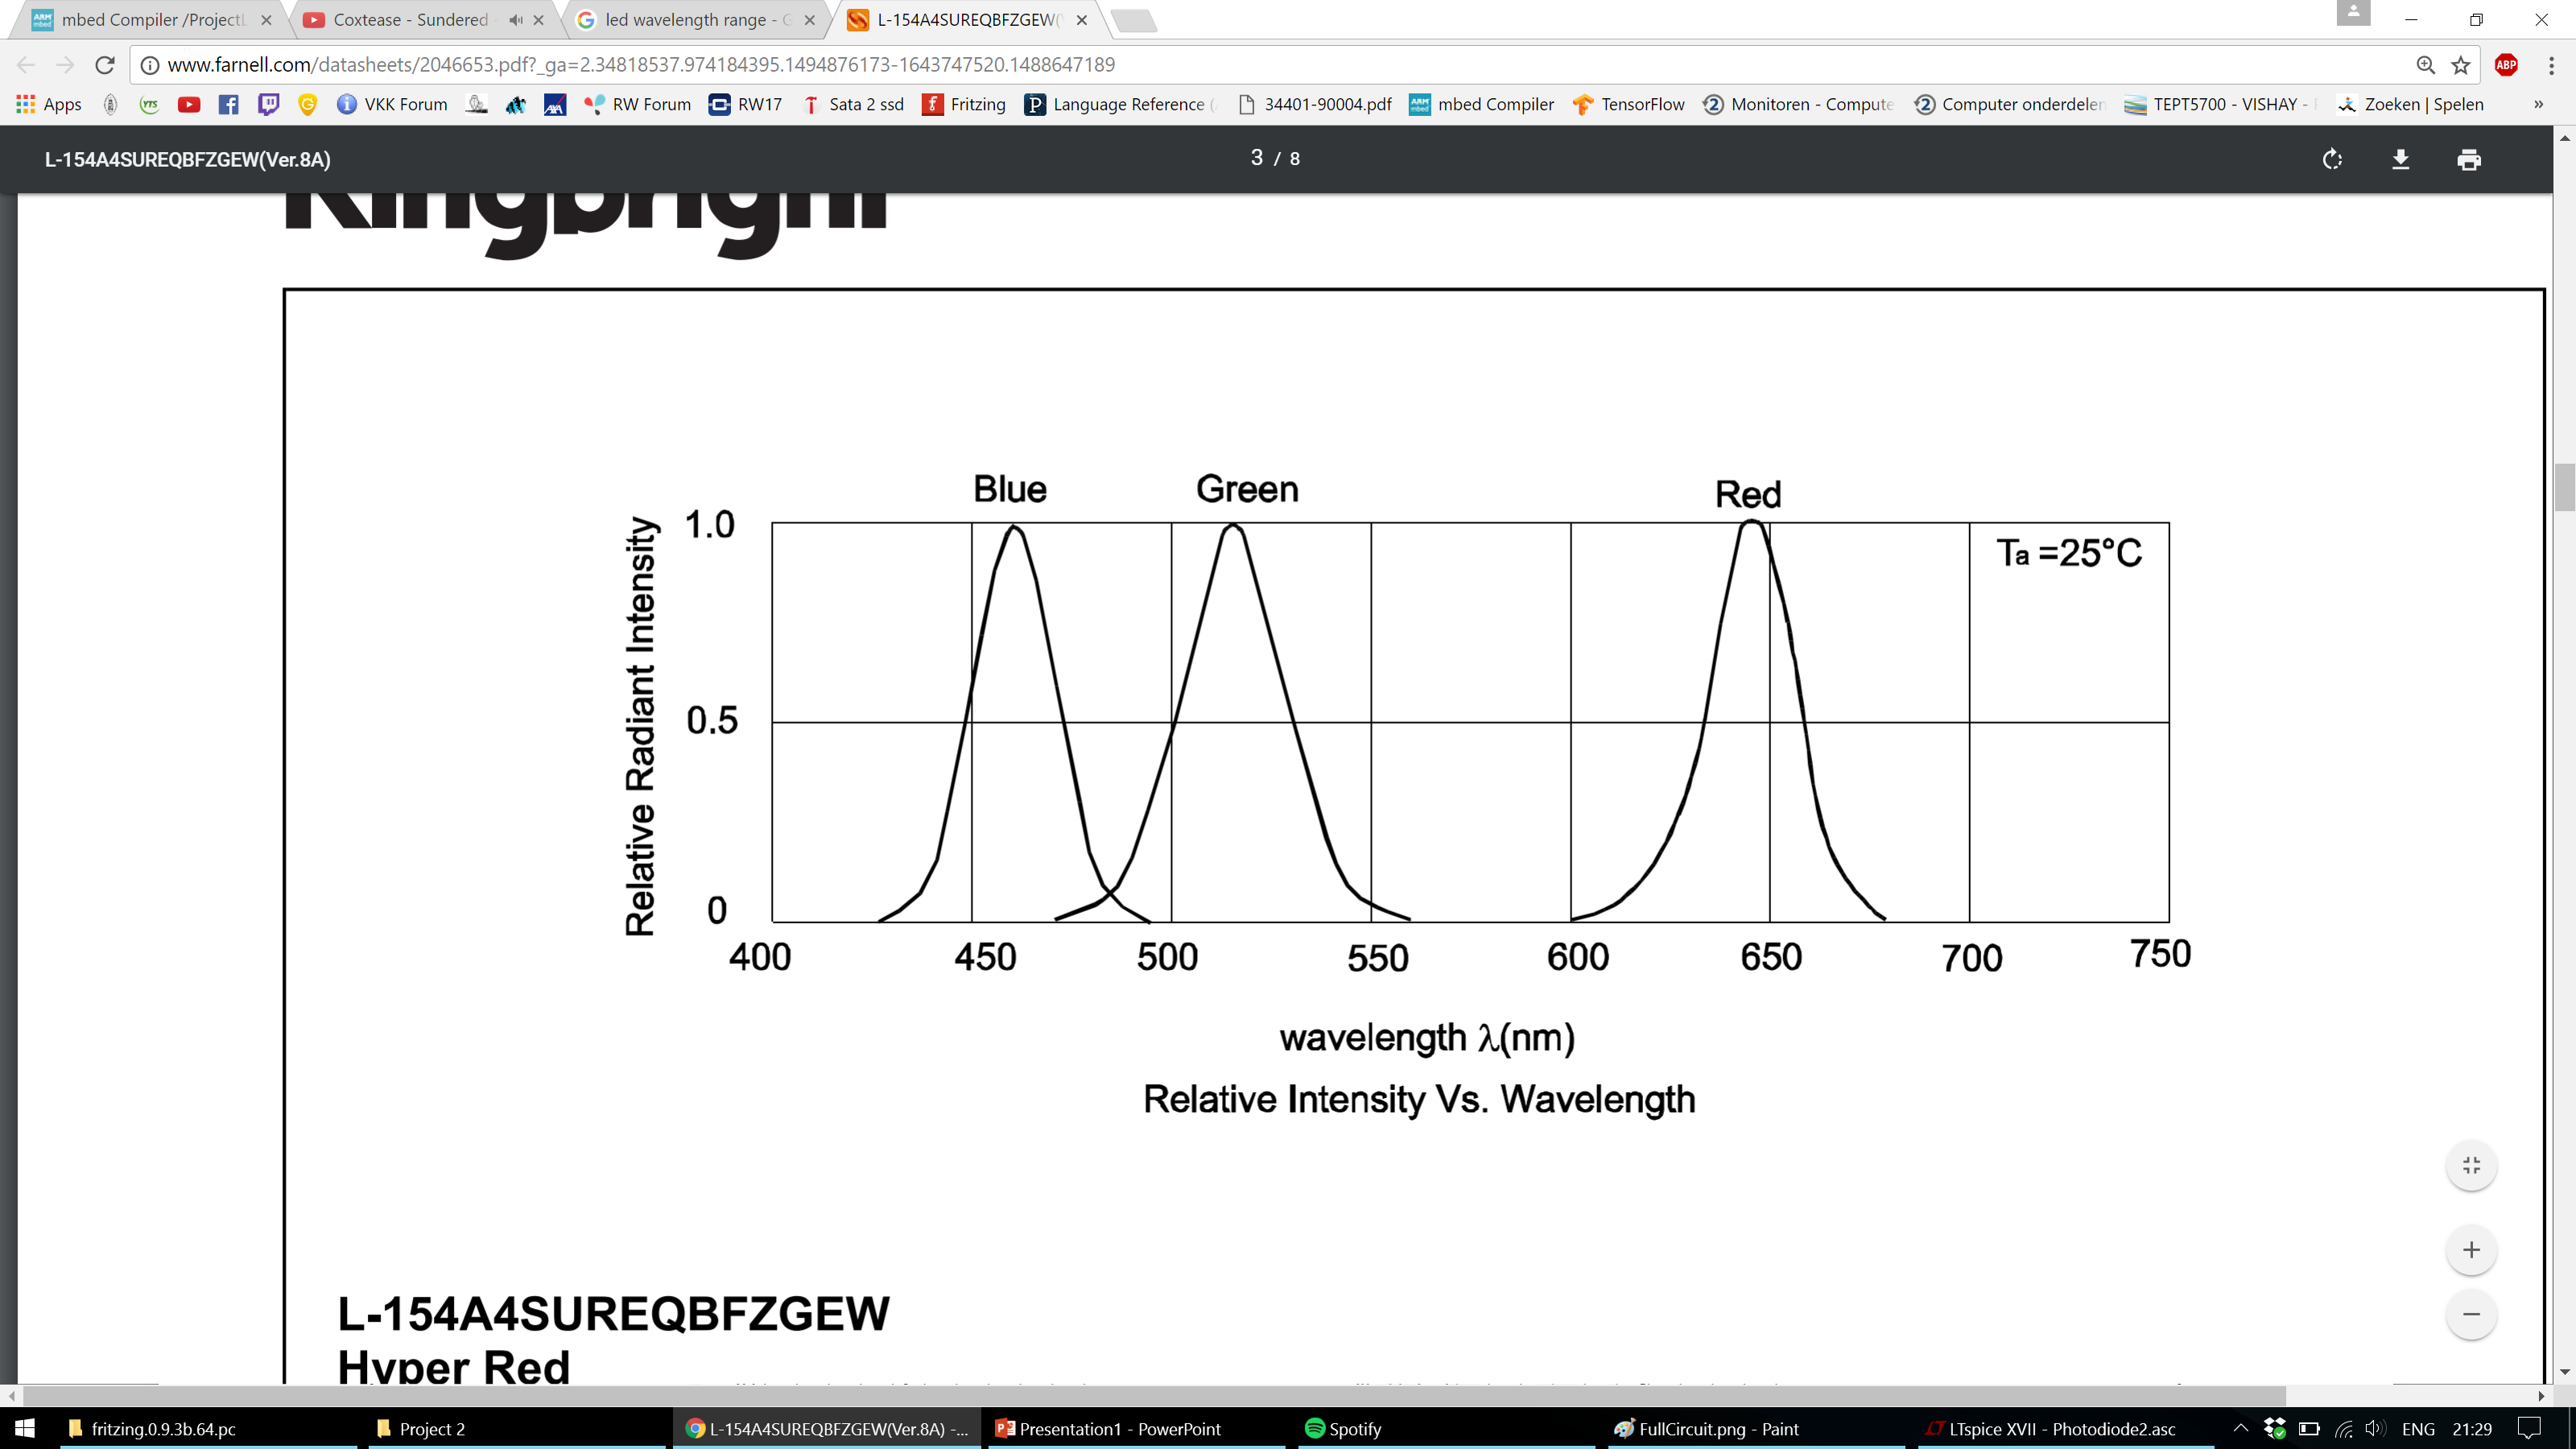 mbed Compiler /ProjectL
Coxtease - Sundered
led wavelength range - G
L-154A4SUREQBFZGEW(
www.farnell.com/datasheets/2046653.pdf?_ga=2.34818537.974184395.1494876173-1643747520.1488647189
ABP
Apps
YTS
VKK Forum
AXA
RW Forum
RW17
Sata 2 ssd
Fritzing
Language Reference (
34401-90004.pdf
mbed Compiler
TensorFlow
Monitoren - Compute
Computer onderdelen
TEPT5700 - VISHAY -
Zoeken | Spelen
»
L-154A4SUREQBFZGEW(Ver.8A)
3 / 8
Kingbright
Blue
Green
Red
Ta =25°C
Relative Radiant Intensity
1.0
0.5
0
400
450
500
550
600
650
700
750
wavelength λ(nm)
Relative Intensity Vs. Wavelength
L-154A4SUREQBFZGEW
Hyper Red
fritzing.0.9.3b.64.pc
Project 2
L-154A4SUREQBFZGEW(Ver.8A) -...
Presentation1 - PowerPoint
Spotify
FullCircuit.png - Paint
LTspice XVII - Photodiode2.asc
ENG
21:29